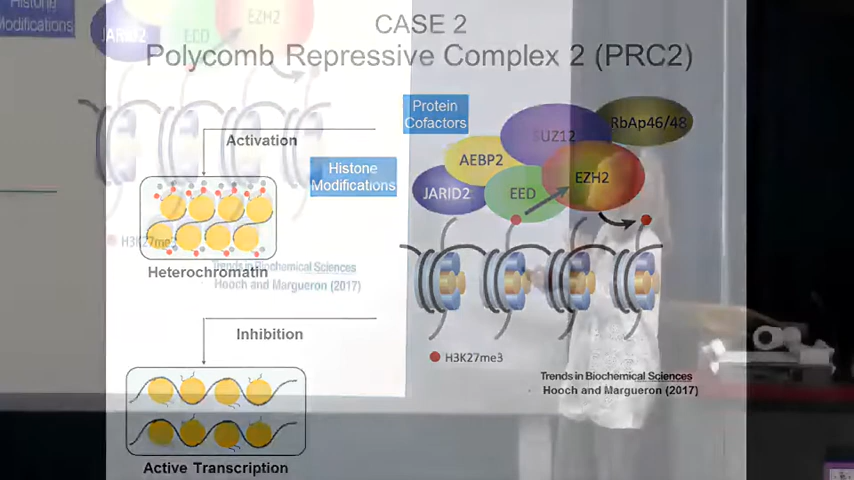 CASE 2
Polycomb Repressive Complex 2 (PRC2)
Histone
Modifications
JARID2
ECD
EZH2
Protein
Cofactors
SUZ12
RbAp46/48
AEBP2
EZH2
JARID2
EED
Activation
Histone
Modifications
H3K27me3
Heterochromatin
Trends in Biochemical Sciences
Hooch and Margueron (2017)
Inhibition
H3K27me3
Trends in Biochemical Sciences
Hooch and Margueron (2017)
Active Transcription